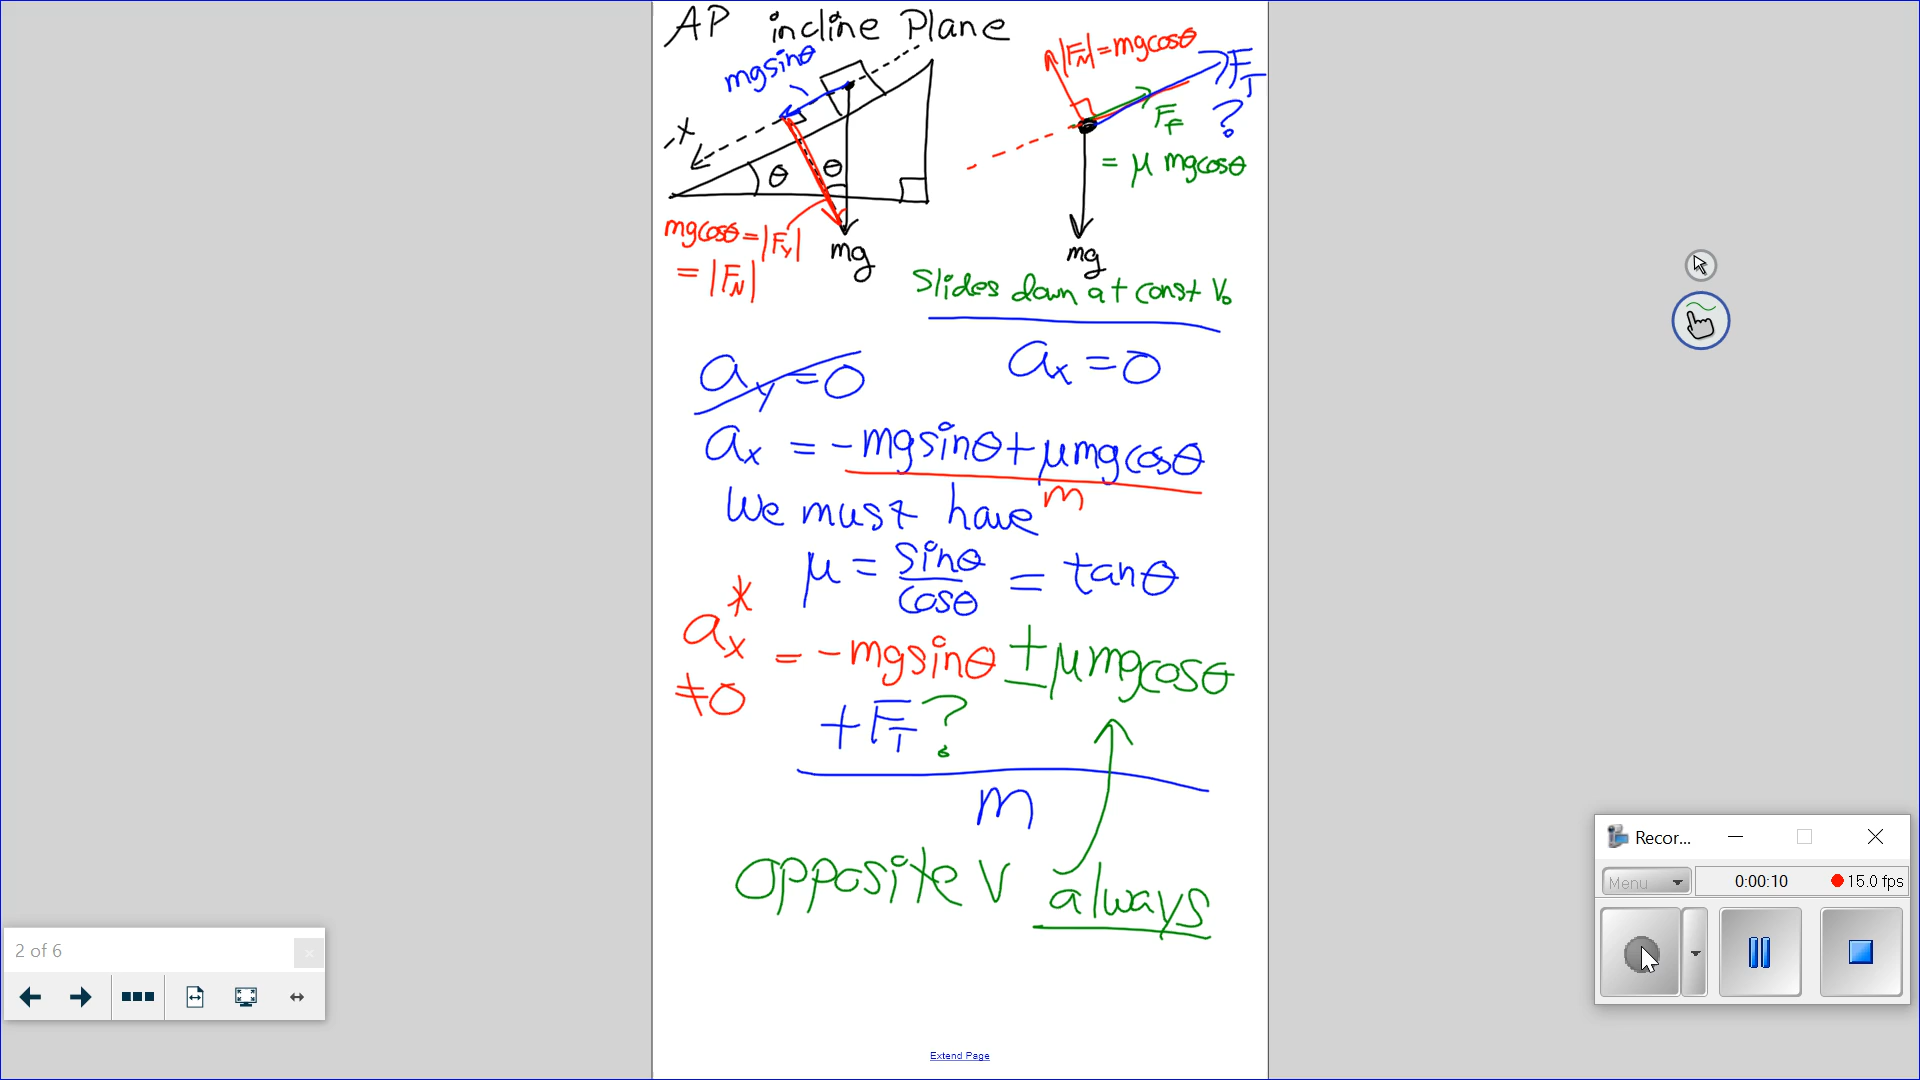 AP incline Plane
mgsinθ
-x
θ
θ
mgcosθ = |Fy|
= |FN|
mg
|FN| = mgcosθ
FT
?
FF
= μ mgcosθ
mg
Slides down at const V.
ay = 0
ax = 0
ax = -mgsinθ + μmgcosθ
m
We must have
μ = sinθ
cosθ
= tanθ
*
ax = -mgsinθ ± μmgcosθ
≠0
+ FT ?
m
opposite V always
Recor...
Menu
0:00:10
15.0 fps
2 of 6
Extend Page